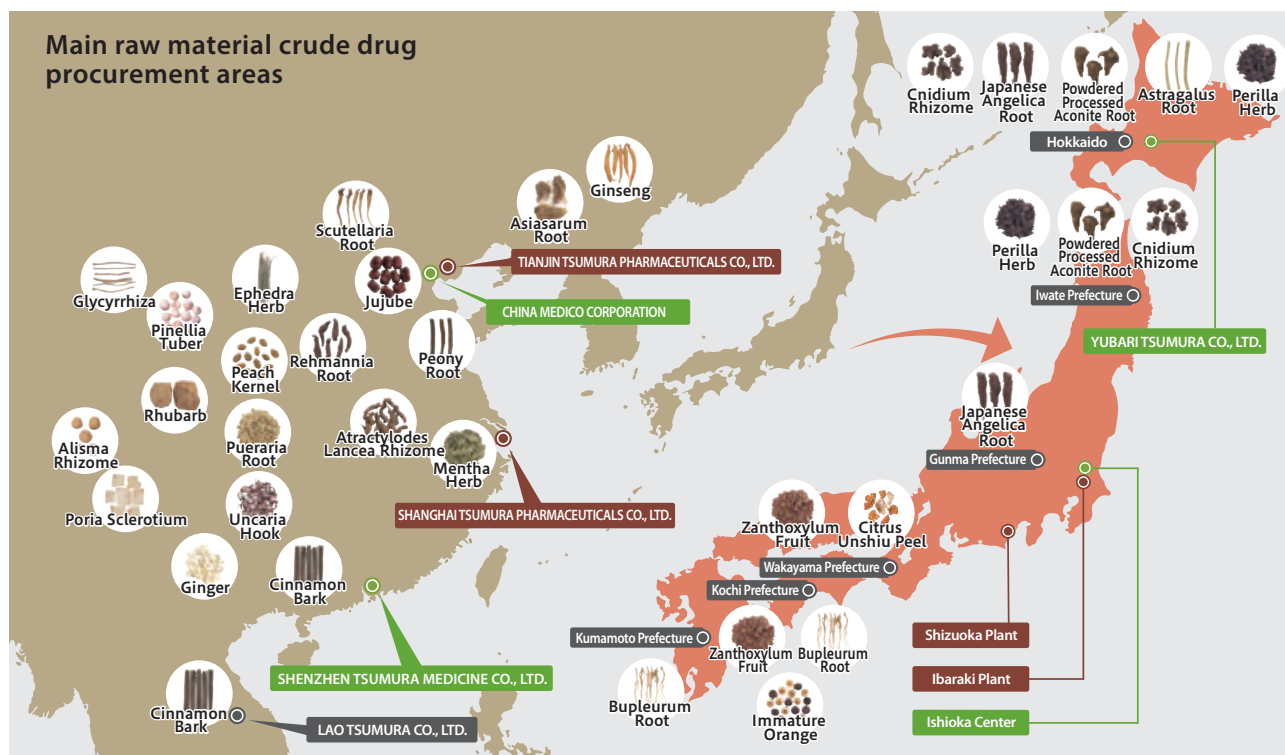 Main raw material crude drug
procurement areas
Cnidium
Rhizome
Japanese
Angelica
Root
Powdered
Processed
Aconite Root
Astragalus
Root
Perilla
Herb
Hokkaido
Ginseng
Asiasarum
Root
Scutellaria
Root
Perilla
Herb
Powdered
Processed
Aconite Root
Cnidium
Rhizome
TIANJIN TSUMURA PHARMACEUTICALS CO., LTD.
Glycyrrhiza
Ephedra
Herb
Jujube
Iwate Prefecture
CHINA MEDICO CORPORATION
Pinellia
Tuber
YUBARI TSUMURA CO., LTD.
Peach
Kernel
Rehmannia
Root
Peony
Root
Rhubarb
Japanese
Angelica
Root
Alisma
Rhizome
Pueraria
Root
Atractylodes
Lancea Rhizome
Mentha
Herb
Gunma Prefecture
SHANGHAI TSUMURA PHARMACEUTICALS CO., LTD.
Poria Sclerotium
Uncaria
Hook
Zanthoxylum
Fruit
Citrus
Unshiu Peel
Wakayama Prefecture
Ginger
Cinnamon
Bark
Kochi Prefecture
Kumamoto Prefecture
Zanthoxylum
Fruit
Bupleurum
Root
Shizuoka Plant
SHENZHEN TSUMURA MEDICINE CO., LTD.
Ibaraki Plant
Bupleurum
Root
Immature
Orange
Cinnamon
Bark
LAO TSUMURA CO., LTD.
Ishioka Center